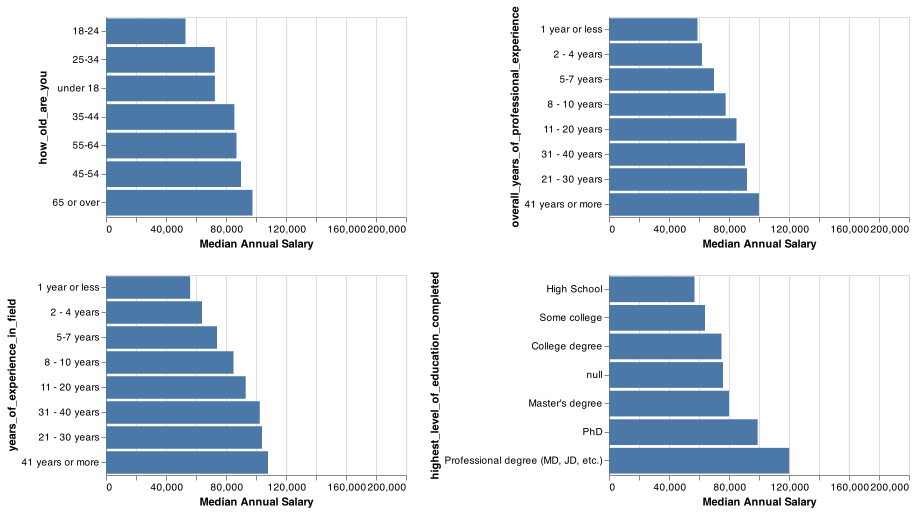 how_old_are_you
18-24
25-34
under 18
35-44
55-64
45-54
65 or over
0 40,000 80,000 120,000 160,000 200,000
Median Annual Salary
overall_years_of_professional_experience
1 year or less
2 - 4 years
5-7 years
8 - 10 years
11 - 20 years
31 - 40 years
21 - 30 years
41 years or more
0 40,000 80,000 120,000 160,000 200,000
Median Annual Salary
years_of_experience_in_field
1 year or less
2 - 4 years
5-7 years
8 - 10 years
11 - 20 years
31 - 40 years
21 - 30 years
41 years or more
0 40,000 80,000 120,000 160,000 200,000
Median Annual Salary
highest_level_of_education_completed
High School
Some college
College degree
null
Master's degree
PhD
Professional degree (MD, JD, etc.)
0 40,000 80,000 120,000 160,000 200,000
Median Annual Salary